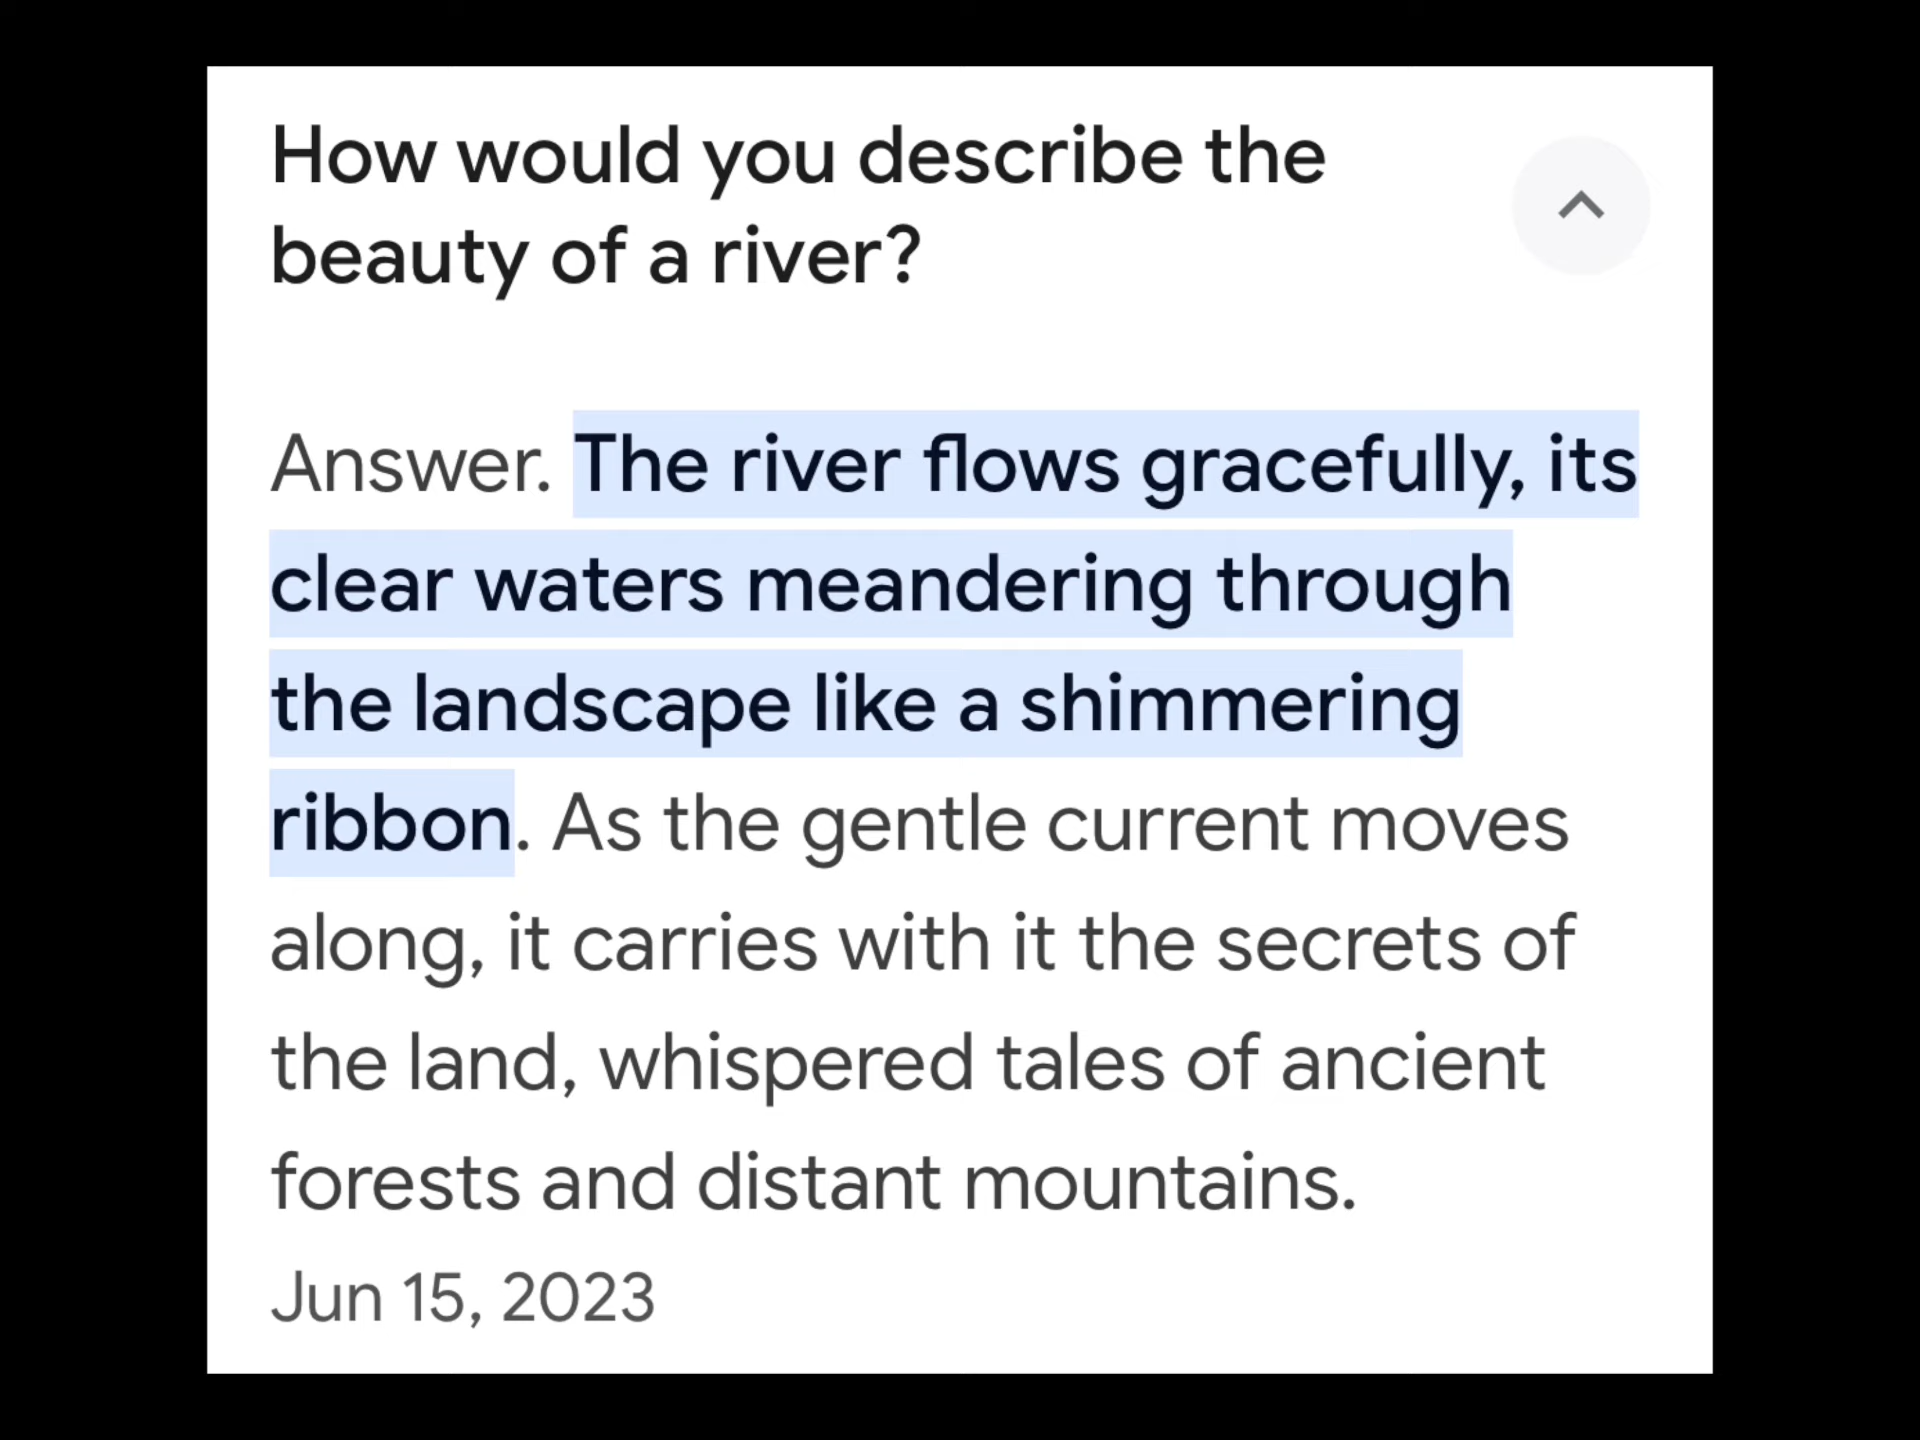 How would you describe the
beauty of a river?
Answer. The river flows gracefully, its
clear waters meandering through
the landscape like a shimmering
ribbon. As the gentle current moves
along, it carries with it the secrets of
the land, whispered tales of ancient
forests and distant mountains.
Jun 15, 2023